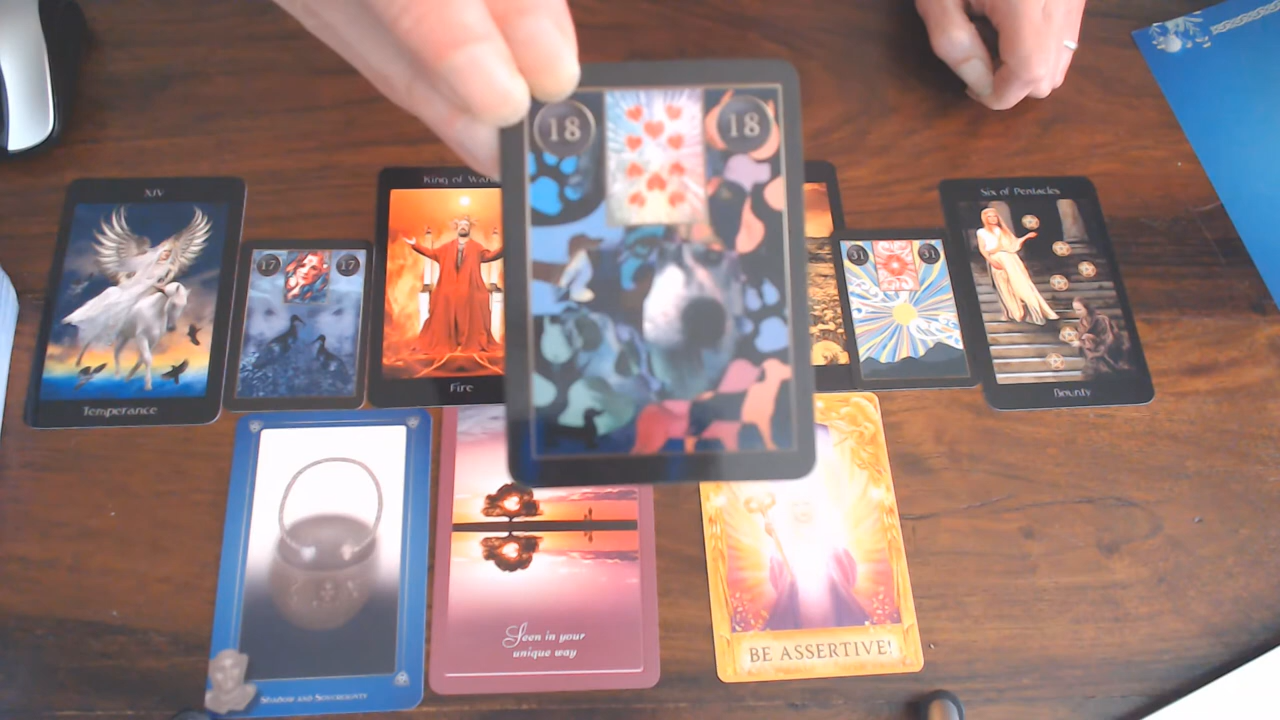 18
18
XIV
King of Wan
Six of Pentacles
17
17
31
31
Temperance
Fire
Bounty
Seen in your
unique way
BE ASSERTIVE!
Shadow and Sovereignty